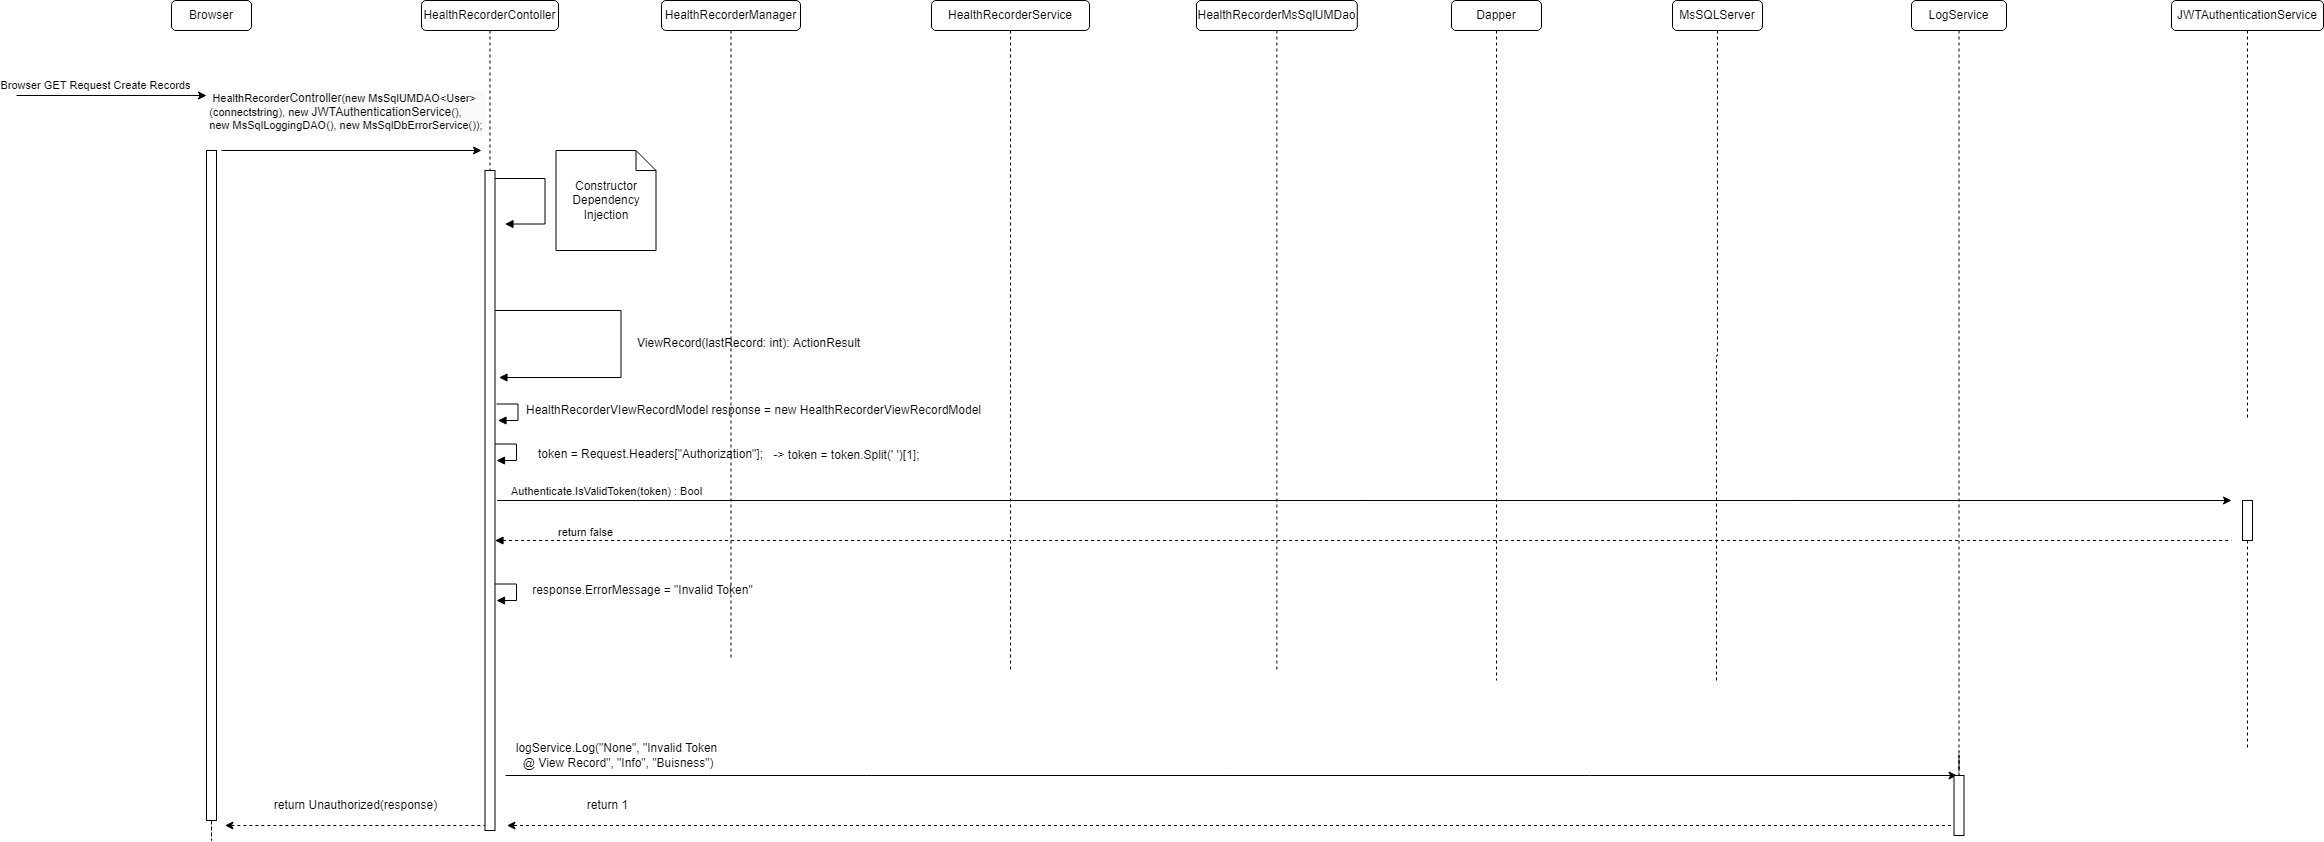 Browser
HealthRecorderContoller
HealthRecorderManager
HealthRecorderService
HealthRecorderMsSqlUMDao
Dapper
MsSQLServer
LogService
JWTAuthenticationService
Browser GET Request Create Records
HealthRecorderController(new MsSqlUMDAO<User>
(connectstring), new JWTAuthenticationService(),
new MsSqlLoggingDAO(), new MsSqlDbErrorService());
Constructor
Dependency
Injection
ViewRecord(lastRecord: int): ActionResult
HealthRecorderVIewRecordModel response = new HealthRecorderViewRecordModel
token = Request.Headers["Authorization"];   -> token = token.Split(' ')[1];
Authenticate.IsValidToken(token) : Bool
return false
response.ErrorMessage = "Invalid Token"
logService.Log("None", "Invalid Token
@ View Record", "Info", "Buisness")
return Unauthorized(response)
return 1